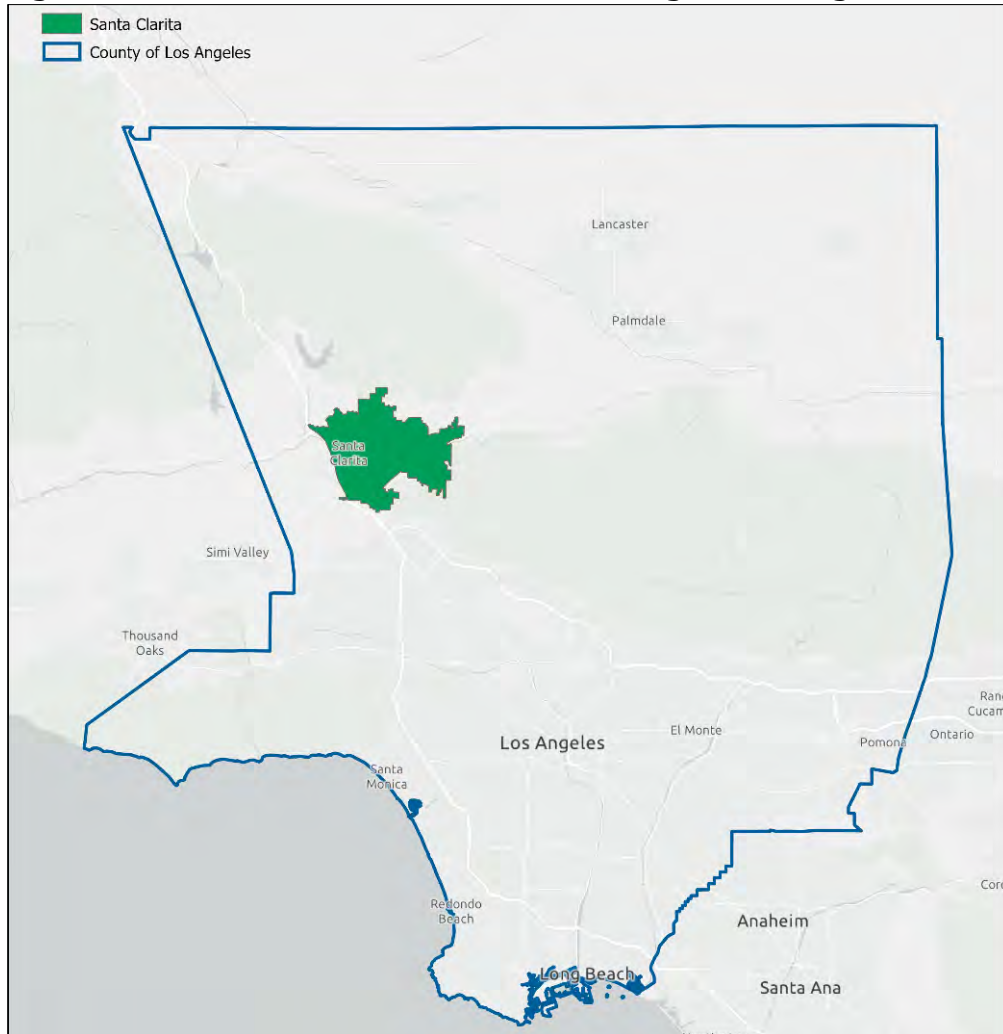 Santa Clarita
County of Los Angeles
Lancaster
Palmdale
Santa
Clarita
Simi Valley
Thousand
Oaks
Los Angeles
El Monte
Pomona
Ontario
Santa
Monica
Redondo
Beach
Long Beach
Anaheim
Santa Ana